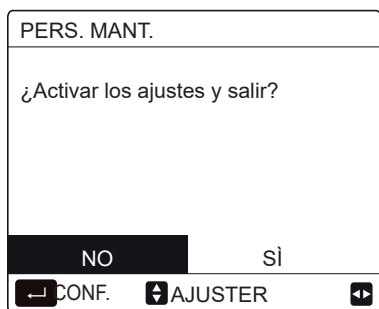 PERS. MANT.
¿Activar los ajustes y salir?
NO SÌ
CONF. AJUSTER